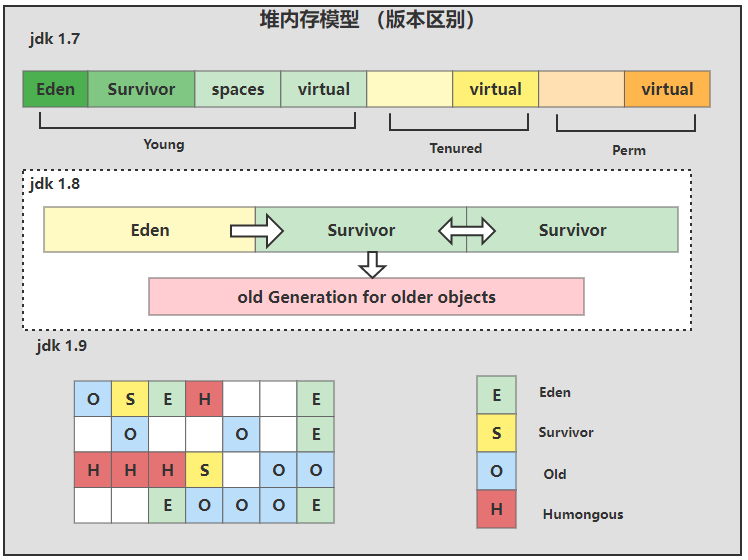 堆内存模型 （版本区别）
jdk 1.7
Eden Survivor spaces virtual virtual virtual
Young Tenured Perm
jdk 1.8
Eden Survivor Survivor
old Generation for older objects
jdk 1.9
O S E H E
O O E
H H H S O O
E O O O E
E Eden
S Survivor
O Old
H Humongous